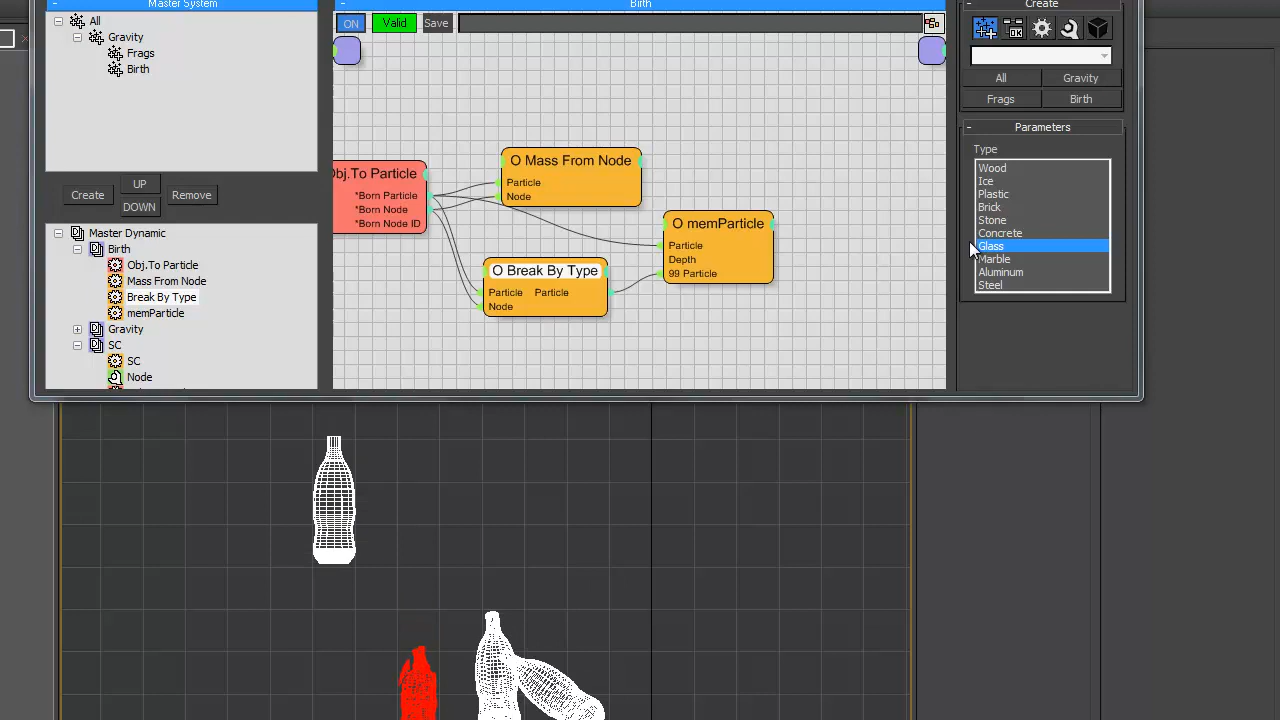 Master System
All
Gravity
Frags
Birth
Create
UP
DOWN
Remove
Master Dynamic
Birth
Obj.To Particle
Mass From Node
Break By Type
memParticle
Gravity
SC
SC
Node
Birth
ON
Valid
Save
Obj.To Particle
*Born Particle
*Born Node
*Born Node ID
O Mass From Node
Particle
Node
O Break By Type
Particle Particle
Node
O memParticle
Particle
Depth
99 Particle
Create
All Gravity
Frags Birth
Parameters
Type
Wood
Ice
Plastic
Brick
Stone
Concrete
Glass
Marble
Aluminum
Steel